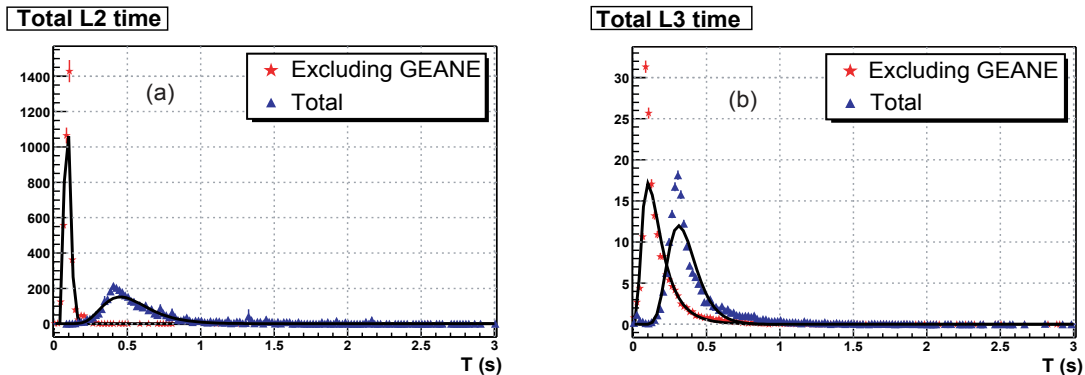 Total L2 time
1400
1200
1000
800
600
400
200
0
(a)
Excluding GEANE
Total
0 0.5 1 1.5 2 2.5 3
T (s)
Total L3 time
30
25
20
15
10
5
0
(b)
Excluding GEANE
Total
0 0.5 1 1.5 2 2.5 3
T (s)